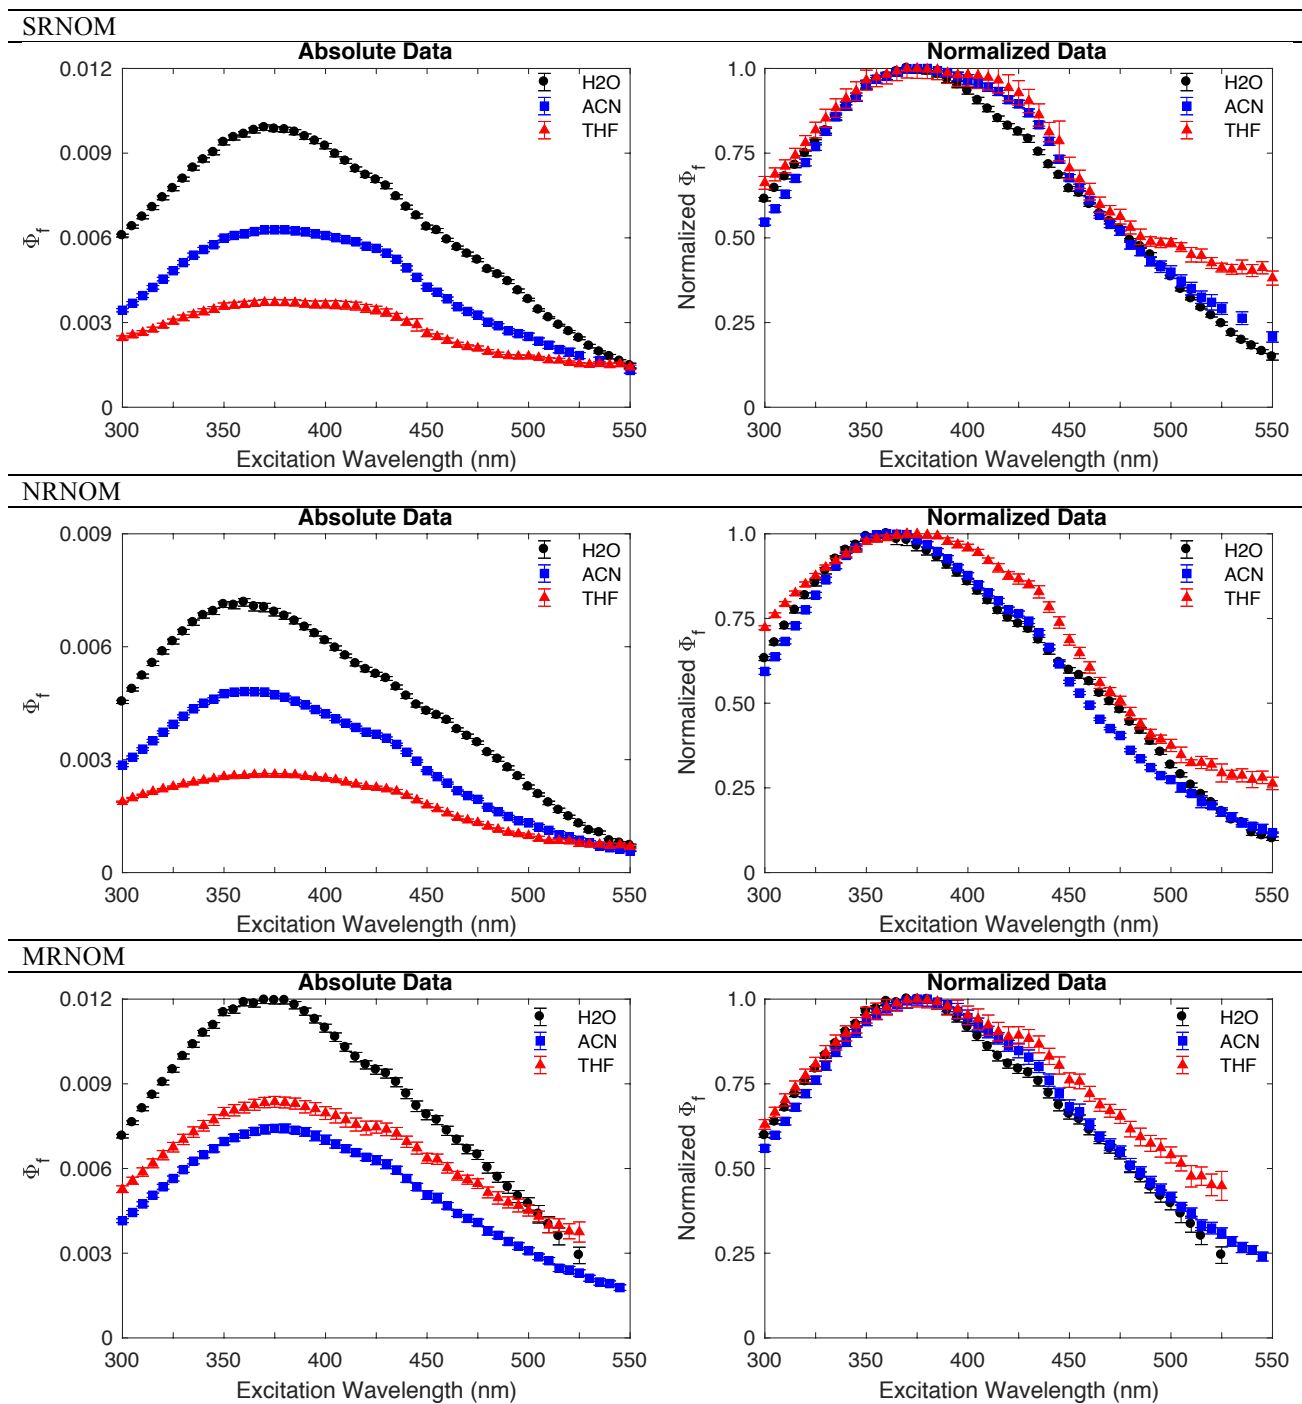 SRNOM
Absolute Data
0.012
0.009
0.006
0.003
0
Φf
H2O
ACN
THF
300 350 400 450 500 550
Excitation Wavelength (nm)
Normalized Data
1.0
0.75
0.50
0.25
0
Normalized Φf
H2O
ACN
THF
300 350 400 450 500 550
Excitation Wavelength (nm)
NRNOM
Absolute Data
0.009
0.006
0.003
0
Φf
H2O
ACN
THF
300 350 400 450 500 550
Excitation Wavelength (nm)
Normalized Data
1.0
0.75
0.50
0.25
0
Normalized Φf
H2O
ACN
THF
300 350 400 450 500 550
Excitation Wavelength (nm)
MRNOM
Absolute Data
0.012
0.009
0.006
0.003
0
Φf
H2O
ACN
THF
300 350 400 450 500 550
Excitation Wavelength (nm)
Normalized Data
1.0
0.75
0.50
0.25
0
Normalized Φf
H2O
ACN
THF
300 350 400 450 500 550
Excitation Wavelength (nm)